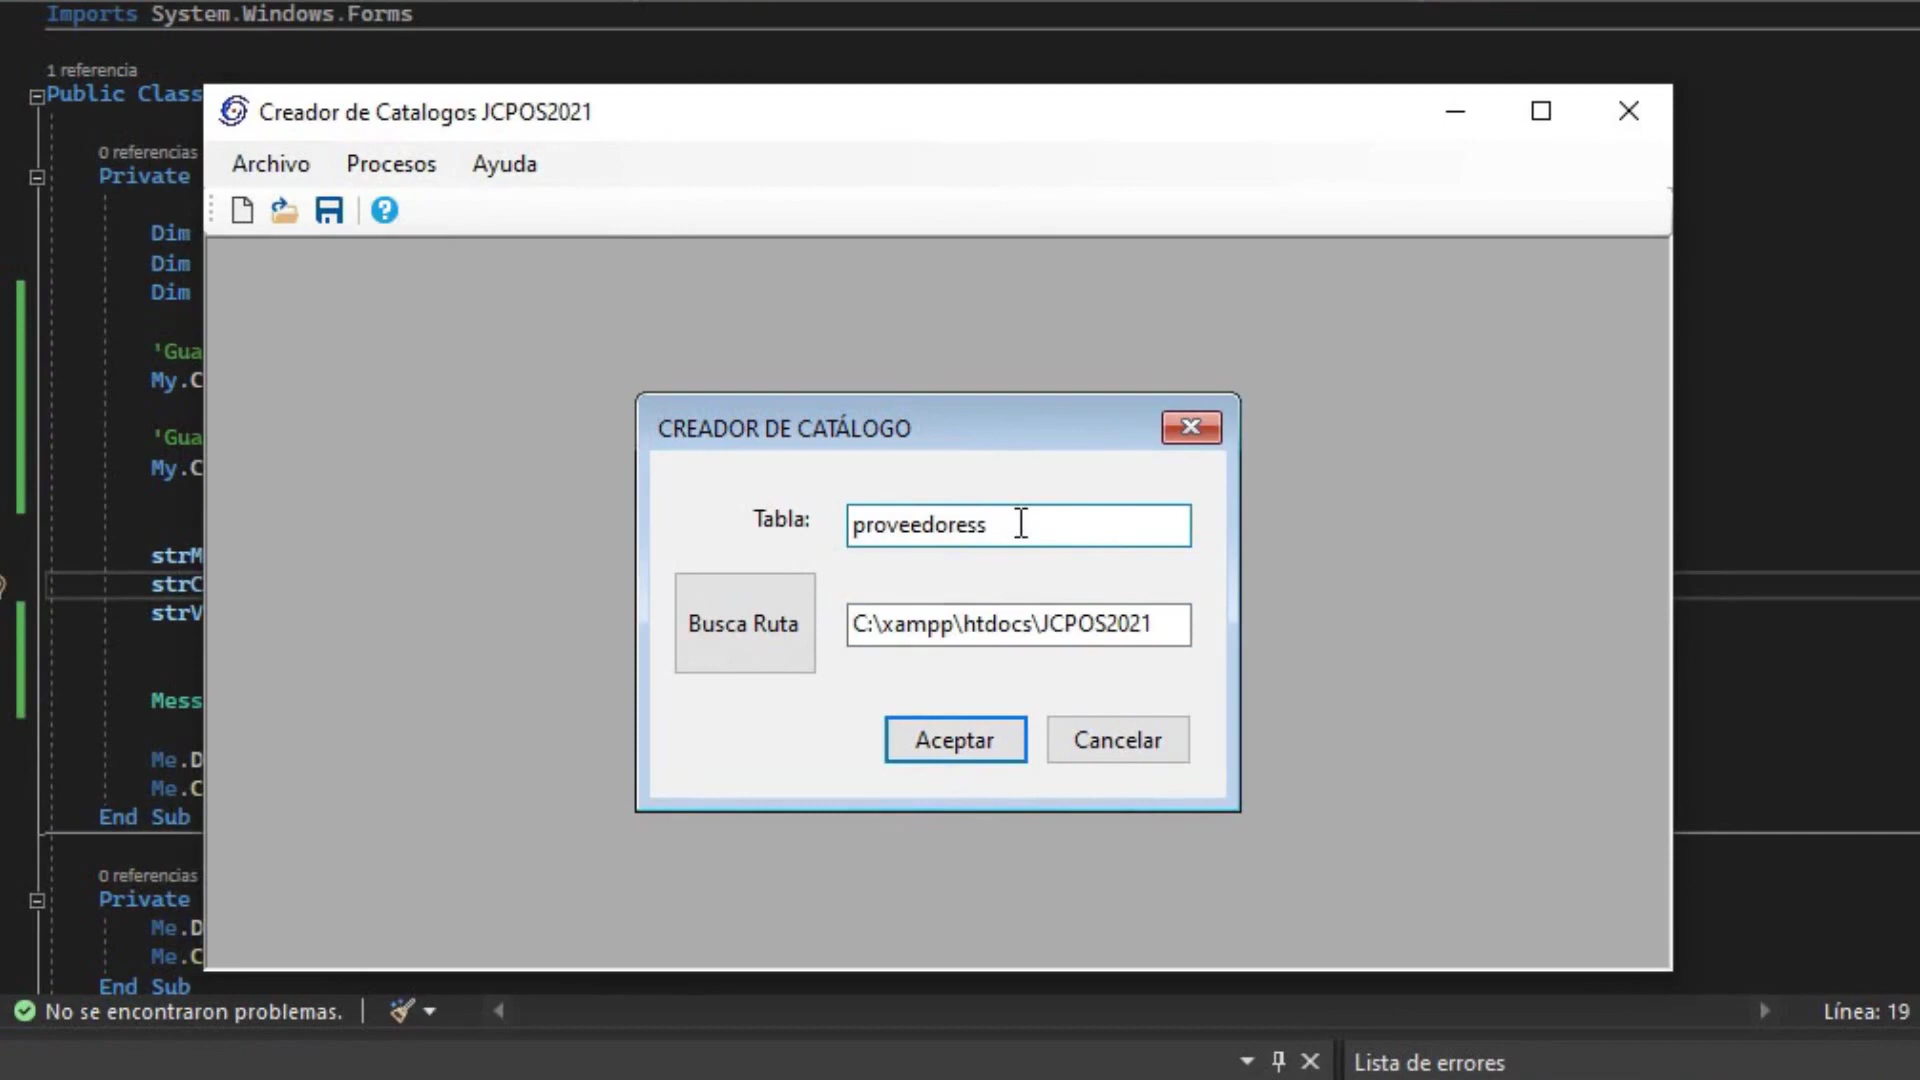 Imports System.Windows.Forms
1 referencia
Public Class
0 referencias
Private
Dim
Dim
Dim
'Gua
My.C
'Gua
My.C
strM
strC
strV
Mess
Me.D
Me.C
End Sub
0 referencias
Private
Me.D
Me.C
End Sub
Creador de Catalogos JCPOS2021
Archivo Procesos Ayuda
CREADOR DE CATÁLOGO
Tabla: proveedoress
Busca Ruta C:\xampp\htdocs\JCPOS2021
Aceptar Cancelar
No se encontraron problemas.
Línea: 19
Lista de errores